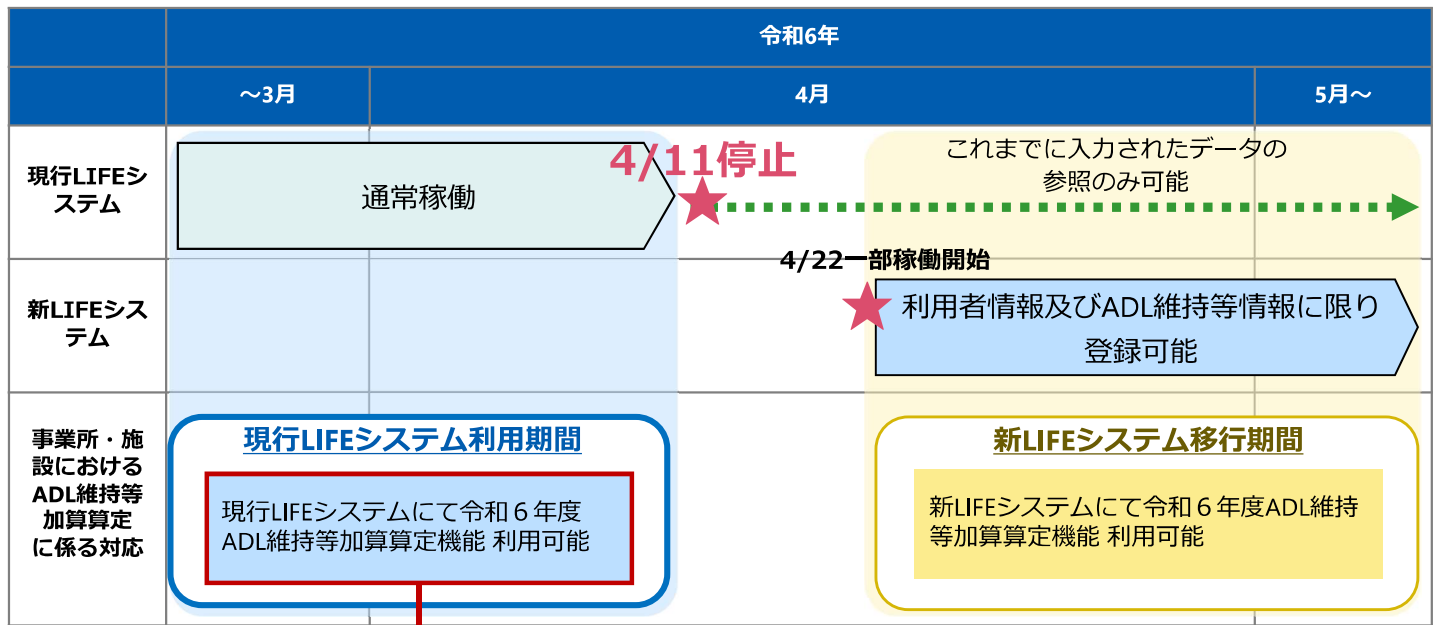 令和6年
～3月
4月
5月～
現行LIFEシ
ステム
通常稼働
4/11停止
これまでに入力されたデータの
参照のみ可能
新LIFEシス
テム
4/22一部稼働開始
利用者情報及びADL維持等情報に限り
登録可能
事業所・施
設における
ADL維持等
加算算定
に係る対応
現行LIFEシステム利用期間
現行LIFEシステムにて令和６年度
ADL維持等加算算定機能 利用可能
新LIFEシステム移行期間
新LIFEシステムにて令和６年度ADL維持
等加算算定機能 利用可能